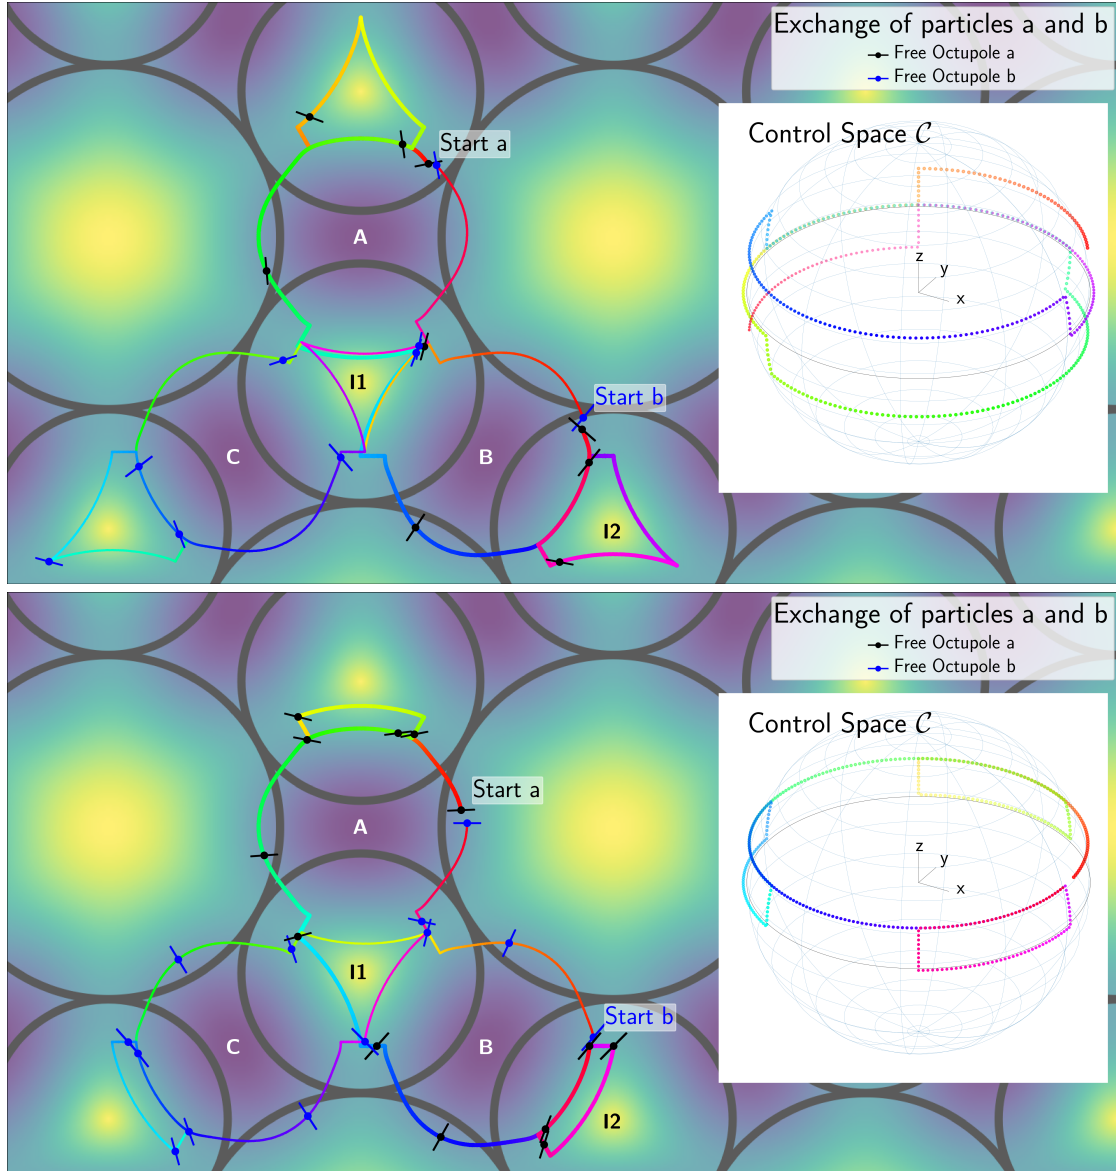 Exchange of particles a and b
Free Octupole a
Free Octupole b
Control Space 𝒞
Start a
A
z
y
x
I1
Start b
C
B
I2
Exchange of particles a and b
Free Octupole a
Free Octupole b
Control Space 𝒞
Start a
A
z
y
x
I1
Start b
C
B
I2